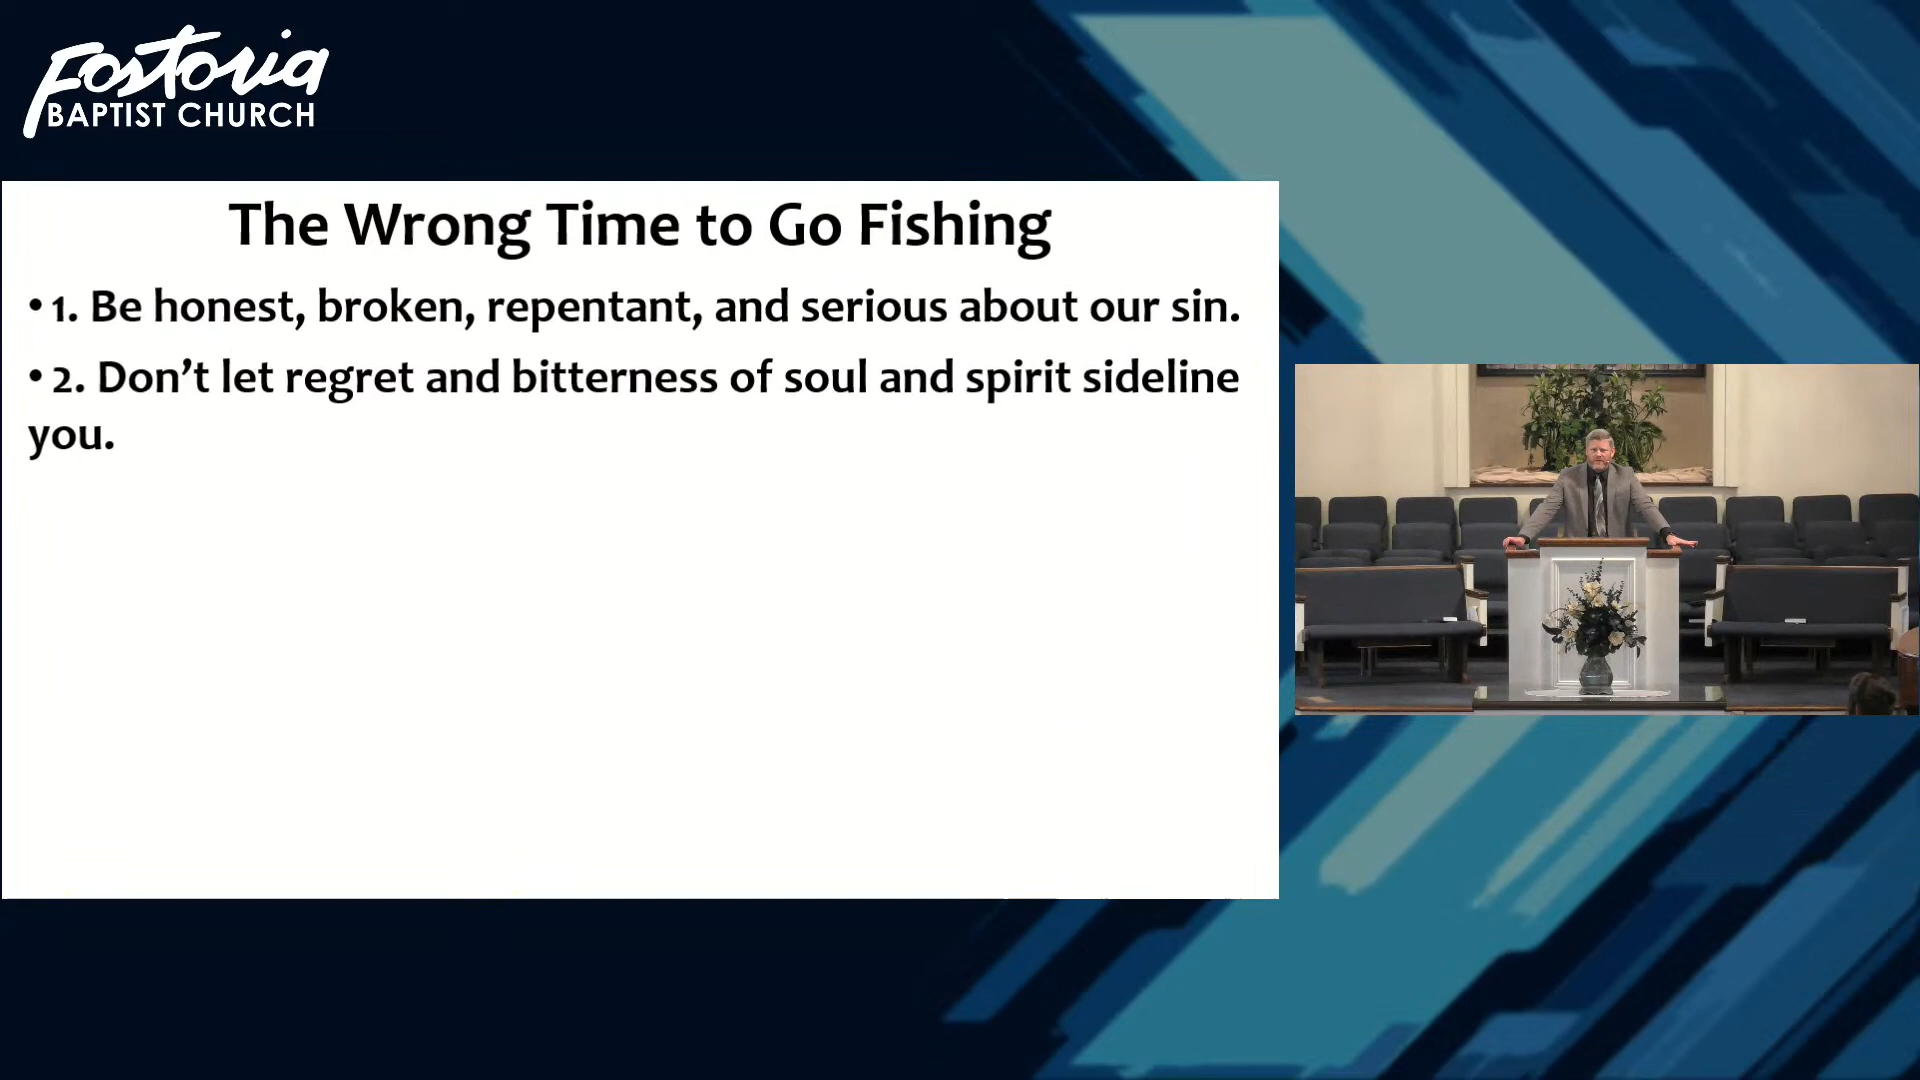 Fostoria
BAPTIST CHURCH
The Wrong Time to Go Fishing
• 1. Be honest, broken, repentant, and serious about our sin.
• 2. Don’t let regret and bitterness of soul and spirit sideline
you.